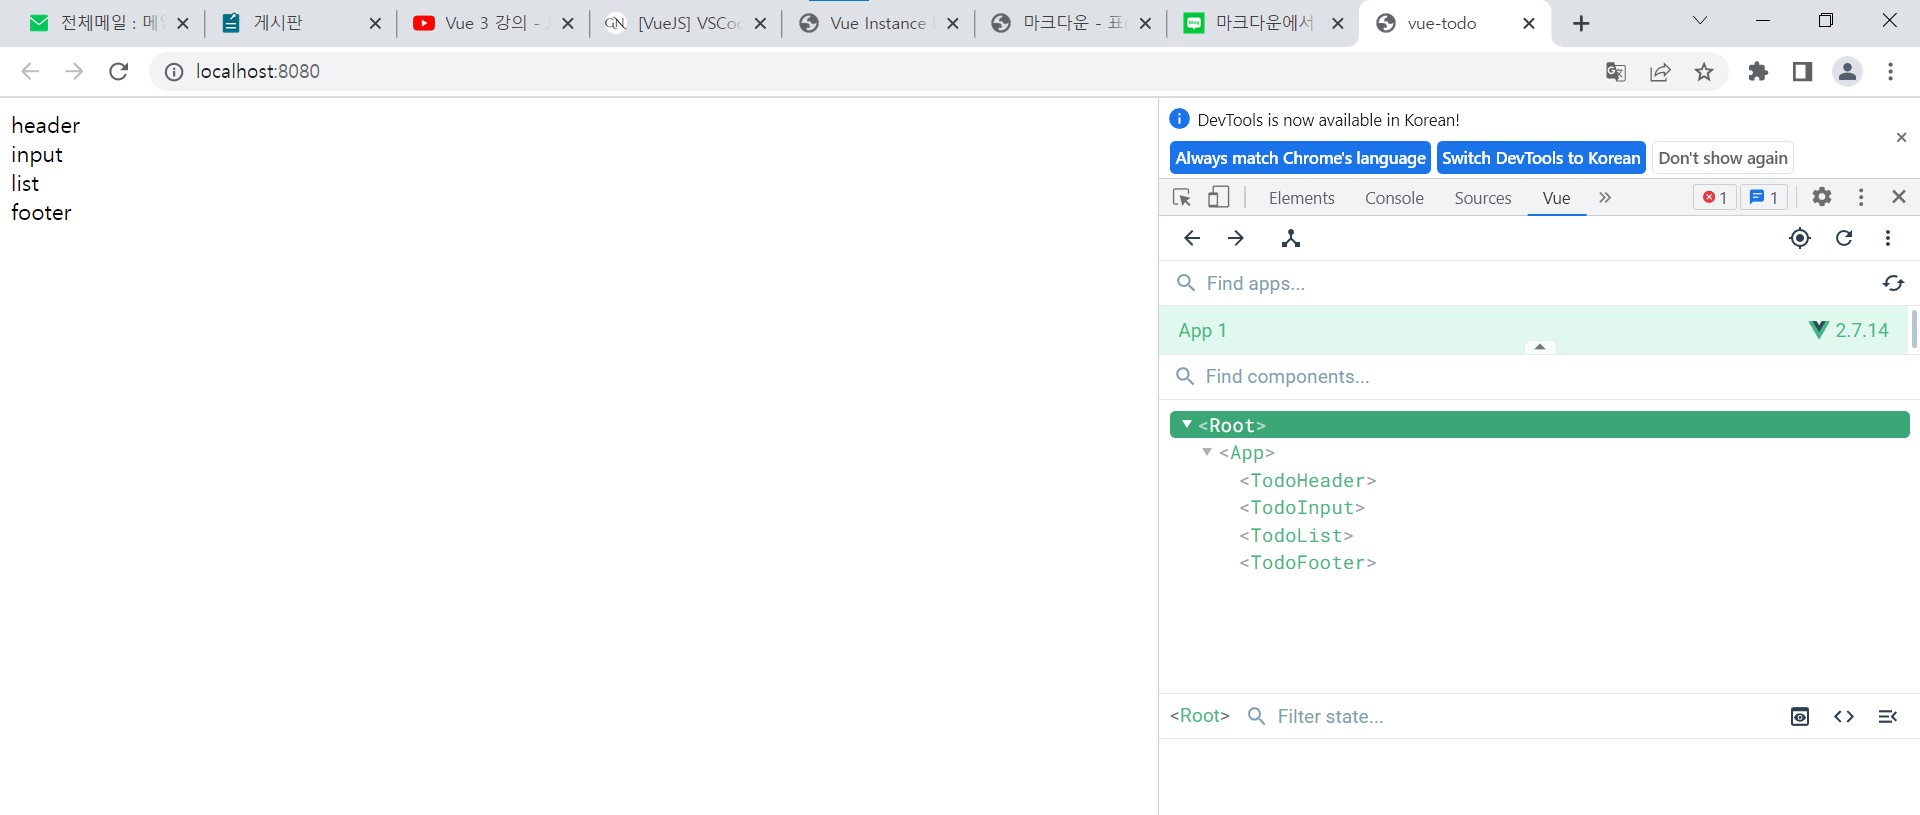 전체메일 : 메일
게시판
Vue 3 강의 -
[VueJS] VSCoc
Vue Instance
마크다운 - 표(
마크다운에서
vue-todo
localhost:8080
header
input
list
footer
DevTools is now available in Korean!
Always match Chrome's language
Switch DevTools to Korean
Don't show again
Elements
Console
Sources
Vue
1
1
Find apps...
App 1
2.7.14
Find components...
<Root>
<App>
<TodoHeader>
<TodoInput>
<TodoList>
<TodoFooter>
<Root>
Filter state...